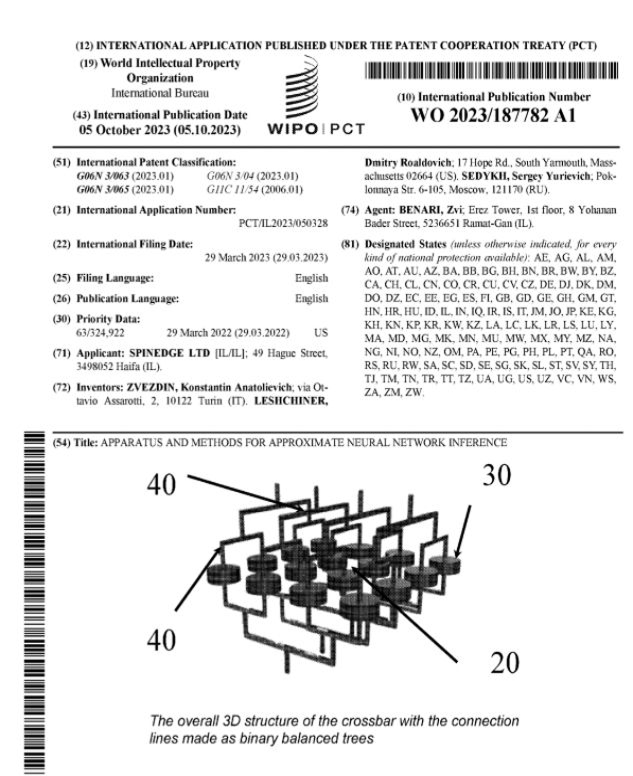 (12) INTERNATIONAL APPLICATION PUBLISHED UNDER THE PATENT COOPERATION TREATY (PCT)
(19) World Intellectual Property
Organization
International Bureau
(43) International Publication Date
05 October 2023 (05.10.2023)
WIPO | PCT
(10) International Publication Number
WO 2023/187782 A1
(51) International Patent Classification:
G06N 3/063 (2023.01) G06N 3/04 (2023.01)
G06N 3/065 (2023.01) G11C 11/54 (2006.01)
(21) International Application Number:
PCT/IL2023/050328
(22) International Filing Date:
29 March 2023 (29.03.2023)
(25) Filing Language: English
(26) Publication Language: English
(30) Priority Data:
63/324,922 29 March 2022 (29.03.2022) US
(71) Applicant: SPINEDGE LTD [IL/IL]; 49 Hague Street,
3498052 Haifa (IL).
(72) Inventors: ZVEZDIN, Konstantin Anatolievich; via Ot-
tavio Assarotti, 2, 10122 Turin (IT). LESHCHINER,
Dmitry Roaldovich; 17 Hope Rd., South Yarmouth, Mass-
achusetts 02664 (US). SEDYKH, Sergey Yurievich; Pok-
lonnaya Str. 6-105, Moscow, 121170 (RU).
(74) Agent: BENARI, Zvi; Erez Tower, 1st floor, 8 Yohanan
Bader Street, 5236651 Ramat-Gan (IL).
(81) Designated States (unless otherwise indicated, for every
kind of national protection available): AE, AG, AL, AM,
AO, AT, AU, AZ, BA, BB, BG, BH, BN, BR, BW, BY, BZ,
CA, CH, CL, CN, CO, CR, CU, CV, CZ, DE, DJ, DK, DM,
DO, DZ, EC, EE, EG, ES, FI, GB, GD, GE, GH, GM, GT,
HN, HR, HU, ID, IL, IN, IQ, IR, IS, IT, JM, JO, JP, KE, KG,
KH, KN, KP, KR, KW, KZ, LA, LC, LK, LR, LS, LU, LY,
MA, MD, MG, MK, MN, MU, MW, MX, MY, MZ, NA,
NG, NI, NO, NZ, OM, PA, PE, PG, PH, PL, PT, QA, RO,
RS, RU, RW, SA, SC, SD, SE, SG, SK, SL, ST, SV, SY, TH,
TJ, TM, TN, TR, TT, TZ, UA, UG, US, UZ, VC, VN, WS,
ZA, ZM, ZW.
(54) Title: APPARATUS AND METHODS FOR APPROXIMATE NEURAL NETWORK INFERENCE
40
30
40
20
The overall 3D structure of the crossbar with the connection
lines made as binary balanced trees